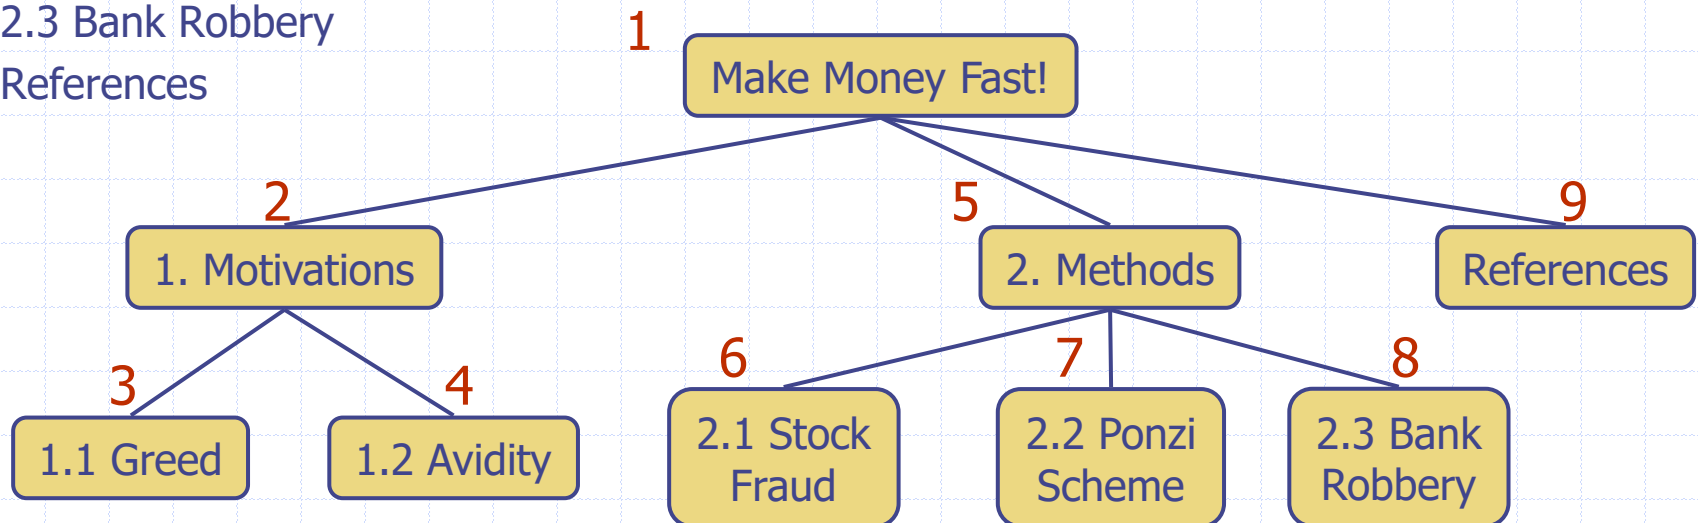 2.3 Bank Robbery
References
1
Make Money Fast!
2
5
9
1. Motivations
2. Methods
References
3
4
6
7
8
1.1 Greed
1.2 Avidity
2.1 Stock
Fraud
2.2 Ponzi
Scheme
2.3 Bank
Robbery